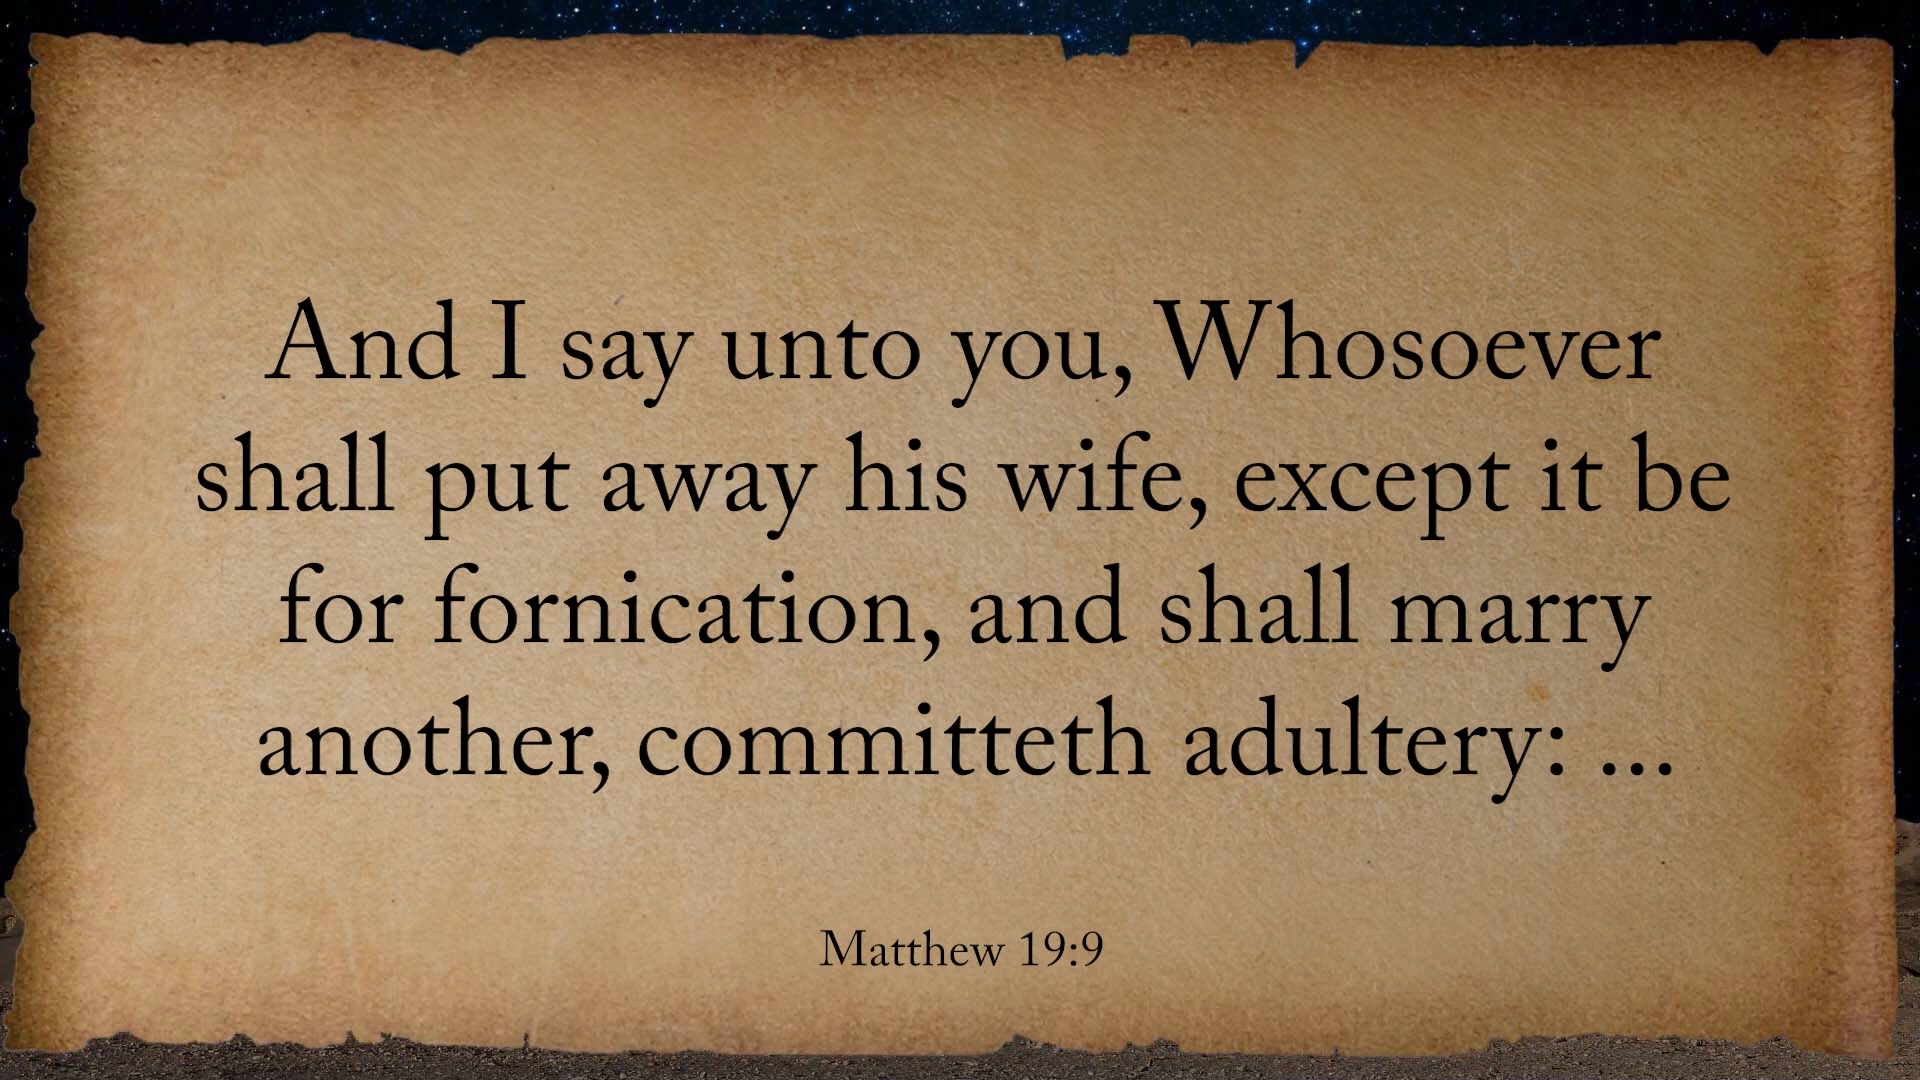 And I say unto you, Whosoever
shall put away his wife, except it be
for fornication, and shall marry
another, committeth adultery: ...
Matthew 19:9